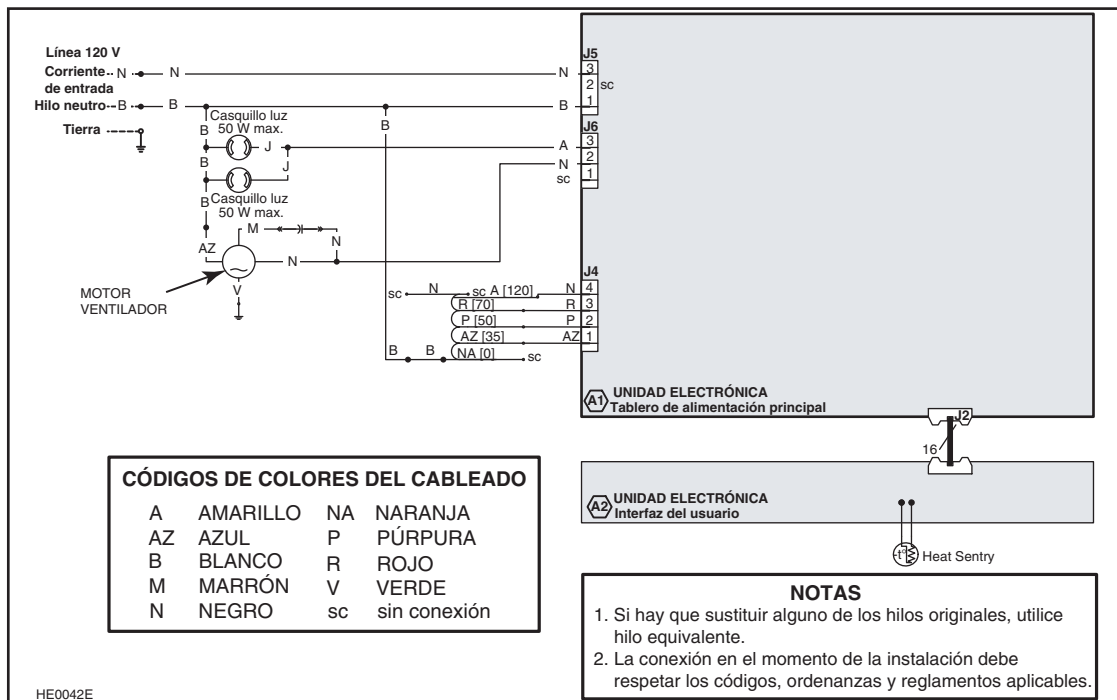 Línea 120 V
Corriente de entrada N N N
Hilo neutro B B B
Tierra
J5
3
2 sc
1
B
Casquillo luz
50 W max.
J
B
J6
A 3
N 2
sc 1
B
J
Casquillo luz
50 W max.
B
M
N
AZ
N
V
MOTOR
VENTILADOR
J4
sc N sc A [120] N 4
R [70] R 3
P [50] P 2
AZ [35] AZ 1
B B NA [0] sc
A1 UNIDAD ELECTRÓNICA
Tablero de alimentación principal
J2
16
A2 UNIDAD ELECTRÓNICA
Interfaz del usuario
-t° Heat Sentry
CÓDIGOS DE COLORES DEL CABLEADO
A AMARILLO NA NARANJA
AZ AZUL P PÚRPURA
B BLANCO R ROJO
M MARRÓN V VERDE
N NEGRO sc sin conexión
NOTAS
1. Si hay que sustituir alguno de los hilos originales, utilice
hilo equivalente.
2. La conexión en el momento de la instalación debe
respetar los códigos, ordenanzas y reglamentos aplicables.
HE0042E